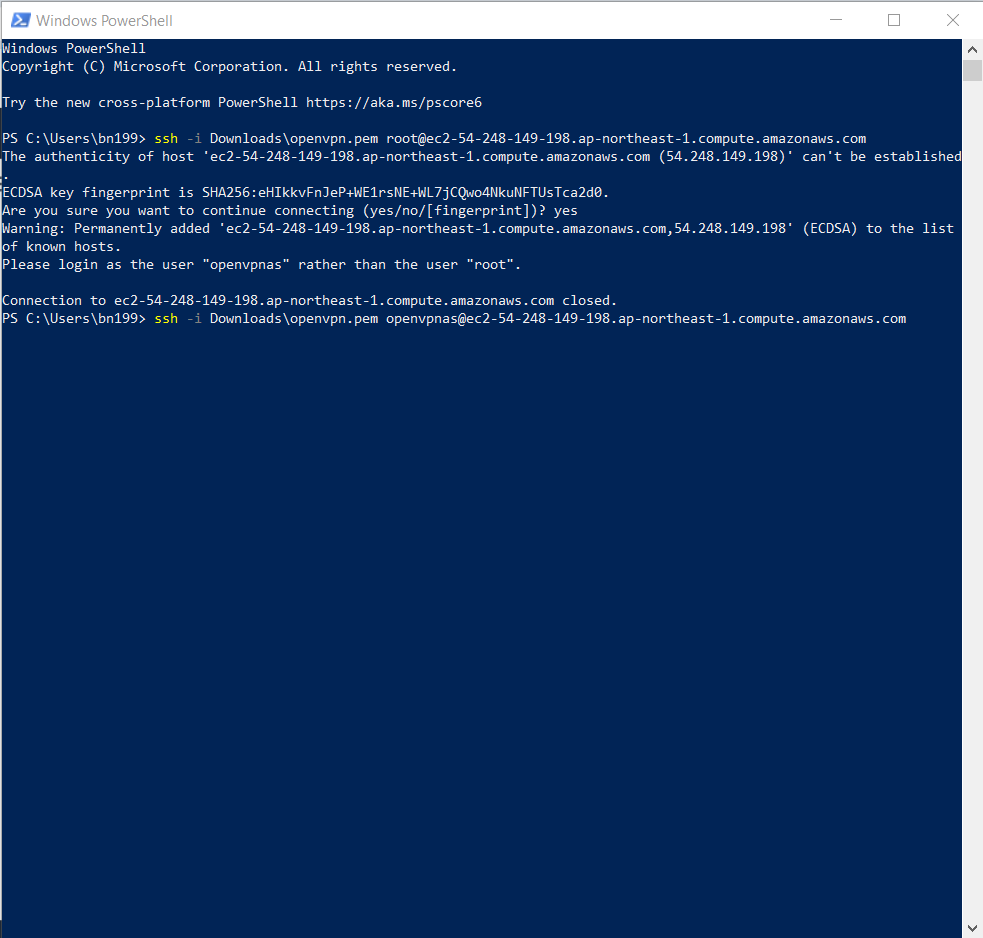 Windows PowerShell
Windows PowerShell
Copyright (C) Microsoft Corporation. All rights reserved.
Try the new cross-platform PowerShell https://aka.ms/pscore6
PS C:\Users\bn199> ssh -i Downloads\openvpn.pem root@ec2-54-248-149-198.ap-northeast-1.compute.amazonaws.com
The authenticity of host 'ec2-54-248-149-198.ap-northeast-1.compute.amazonaws.com (54.248.149.198)' can't be established
.
ECDSA key fingerprint is SHA256:eHIkkvFnJeP+WE1rsNE+WL7jCQwo4NkuNFTUsTca2d0.
Are you sure you want to continue connecting (yes/no/[fingerprint])? yes
Warning: Permanently added 'ec2-54-248-149-198.ap-northeast-1.compute.amazonaws.com,54.248.149.198' (ECDSA) to the list
of known hosts.
Please login as the user "openvpnas" rather than the user "root".
Connection to ec2-54-248-149-198.ap-northeast-1.compute.amazonaws.com closed.
PS C:\Users\bn199> ssh -i Downloads\openvpn.pem openvpnas@ec2-54-248-149-198.ap-northeast-1.compute.amazonaws.com